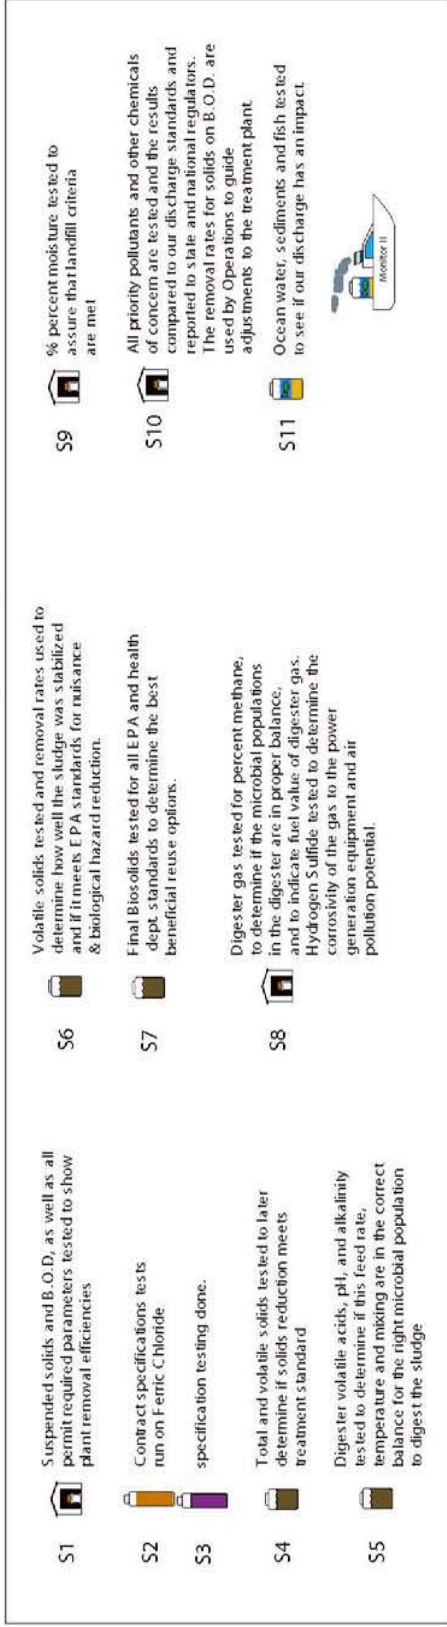 S1
Suspended solids and B.O.D, as well as all
permit required parameters tested to show
plant removal efficiencies
S2
Contract specifications tests
run on Ferric Chloride
S3
specification testing done.
S4
Total and volatile solids tested to later
determine if solids reduction meets
treatment standard
S5
Digester volatile acids, pH, and alkalinity
tested to determine if this feed rate,
temperature and mixing are in the correct
balance for the right microbial population
to digest the sludge
S6
Volatile solids tested and removal rates used to
determine how well the sludge was stabilized
and if it meets EPA standards for nuisance
& biological hazard reduction.
S7
Final Biosolids tested for all EPA and health
dept. standards to determine the best
beneficial reuse options.
S8
Digester gas tested for percent methane,
to determine if the microbial populations
in the digester are in proper balance,
and to indicate fuel value of digester gas.
Hydrogen Sulfide tested to determine the
corrosivity of the gas to the power
generation equipment and air
pollution potential.
S9
% percent moisture tested to
assure that landfill criteria
are met
S10
All priority pollutants and other chemicals
of concern are tested and the results
compared to our discharge standards and
reported to state and national regulators.
The removal rates for solids on B.O.D. are
used by Operations to guide
adjustments to the treatment plant.
S11
Ocean water, sediments and fish tested
to see if our discharge has an impact.
Monitor II